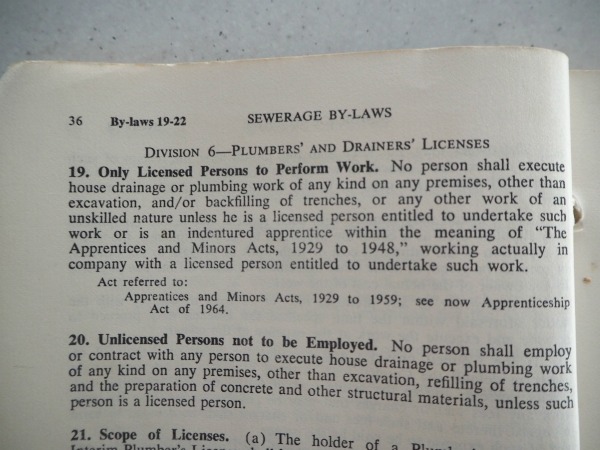 36 By-laws 19-22 SEWERAGE BY-LAWS
DIVISION 6—PLUMBERS' AND DRAINERS' LICENSES
19. Only Licensed Persons to Perform Work. No person shall execute
house drainage or plumbing work of any kind on any premises, other than
excavation, and/or backfilling of trenches, or any other work of an
unskilled nature unless he is a licensed person entitled to undertake such
work or is an indentured apprentice within the meaning of “The
Apprentices and Minors Acts, 1929 to 1948,” working actually in
company with a licensed person entitled to undertake such work.
Act referred to:
Apprentices and Minors Acts, 1929 to 1959; see now Apprenticeship
Act of 1964.
20. Unlicensed Persons not to be Employed. No person shall employ
or contract with any person to execute house drainage or plumbing work
of any kind on any premises, other than excavation, refilling of trenches,
and the preparation of concrete and other structural materials, unless such
person is a licensed person.
21. Scope of Licenses. (a) The holder of a